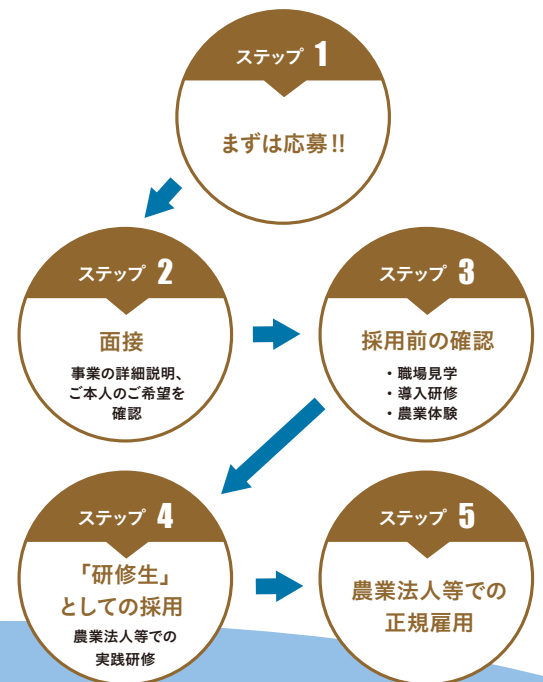 ステップ 1
まずは応募!!
ステップ 2
面接
事業の詳細説明、
ご本人のご希望を
確認
ステップ 3
採用前の確認
・職場見学
・導入研修
・農業体験
ステップ 4
「研修生」
としての採用
農業法人等での
実践研修
ステップ 5
農業法人等での
正規雇用